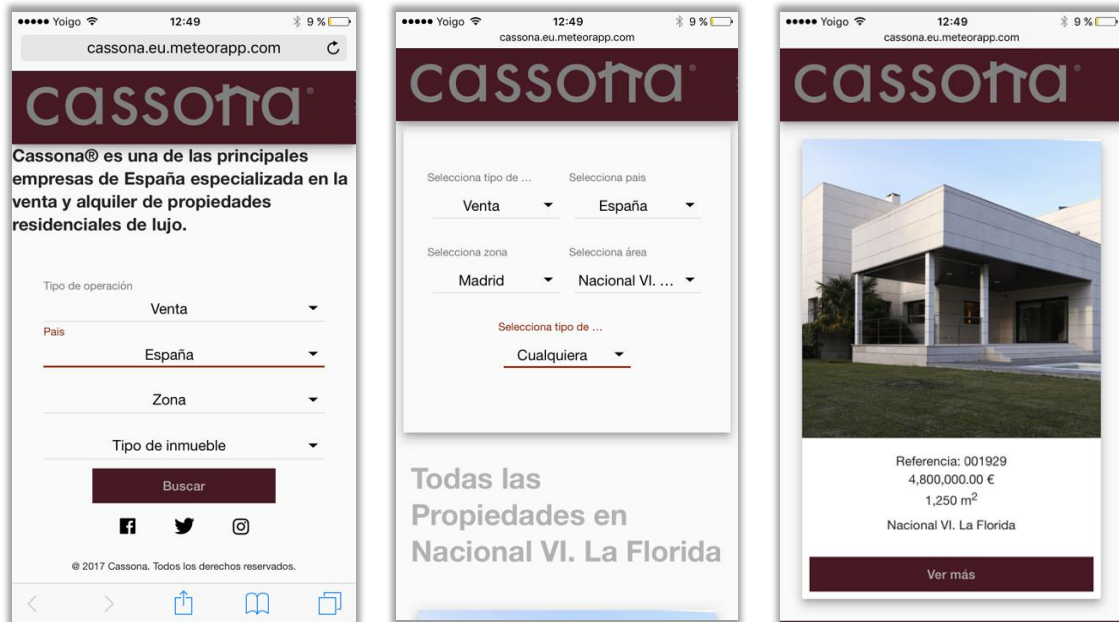 Yoigo 12:49 9 %
cassona.eu.meteorapp.com
cassona®
Cassona® es una de las principales
empresas de España especializada en la
venta y alquiler de propiedades
residenciales de lujo.
Tipo de operación
Venta
Pais
España
Zona
Tipo de inmueble
Buscar
@ 2017 Cassona. Todos los derechos reservados.
Yoigo 12:49 9 %
cassona.eu.meteorapp.com
cassona®
Selecciona tipo de ... Selecciona pais
Venta España
Selecciona zona Selecciona área
Madrid Nacional VI. ...
Selecciona tipo de ...
Cualquiera
Todas las
Propiedades en
Nacional VI. La Florida
Yoigo 12:49 9 %
cassona.eu.meteorapp.com
cassona®
Referencia: 001929
4,800,000.00 €
1,250 m²
Nacional VI. La Florida
Ver más